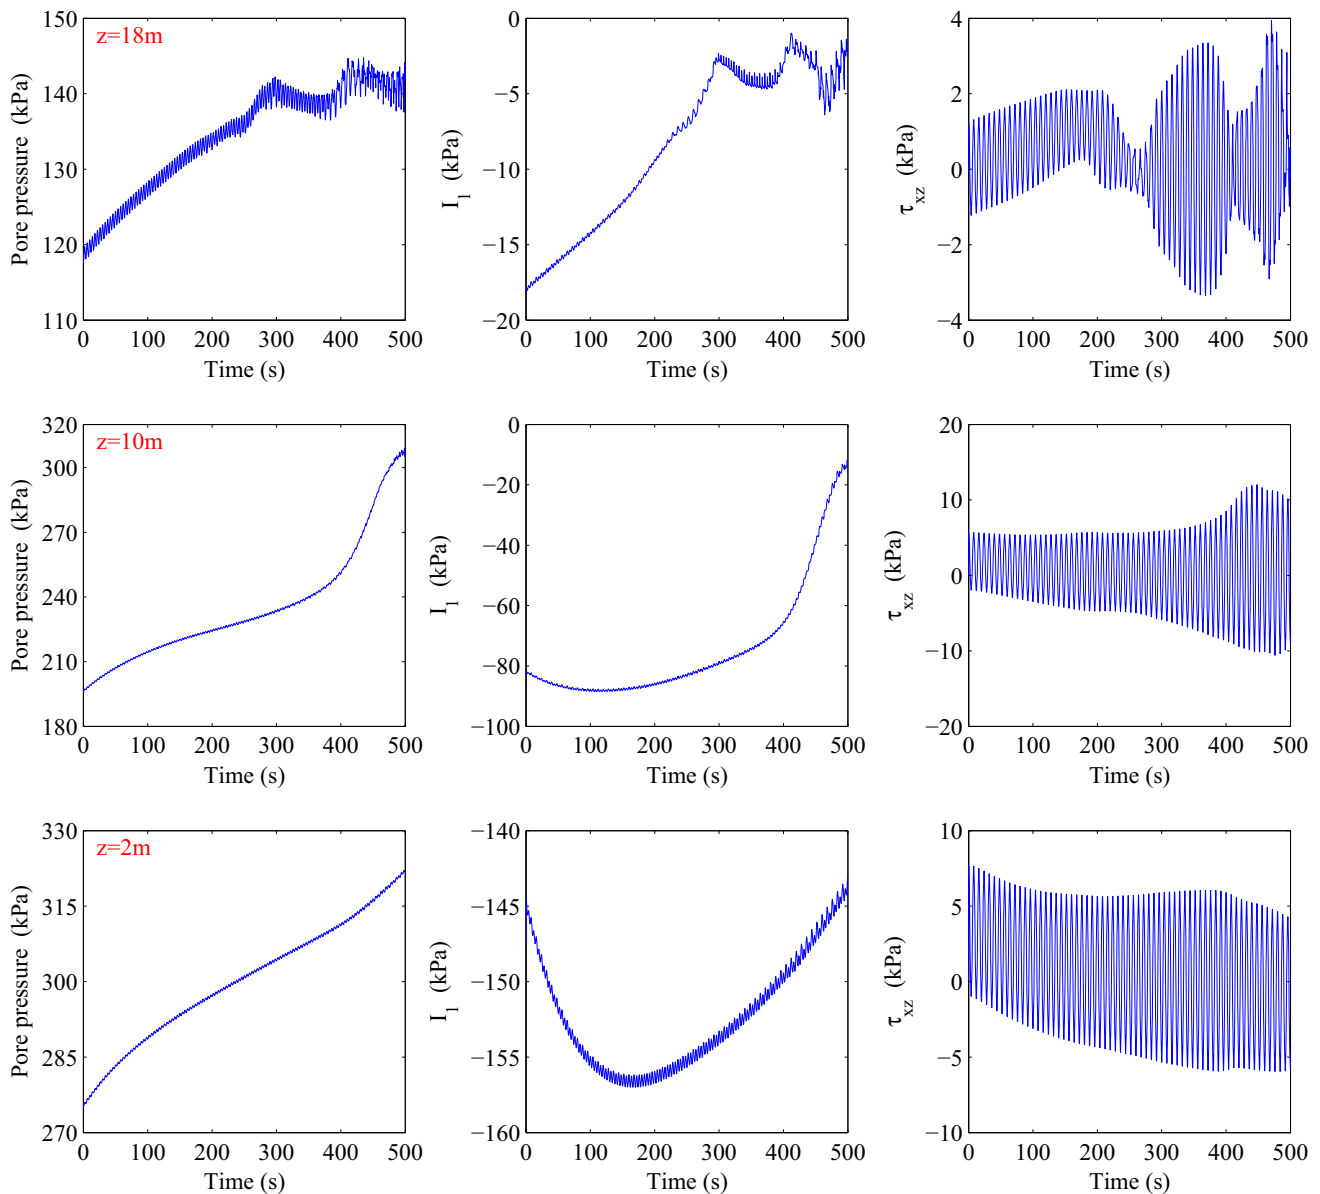 150
140
130
120
110
Pore pressure (kPa)
z=18m
0 100 200 300 400 500
Time (s)
0
−5
−10
−15
−20
I1 (kPa)
0 100 200 300 400 500
Time (s)
4
2
0
−2
−4
τxz (kPa)
0 100 200 300 400 500
Time (s)
320
300
270
240
210
180
Pore pressure (kPa)
z=10m
0 100 200 300 400 500
Time (s)
0
−20
−40
−60
−80
−100
I1 (kPa)
0 100 200 300 400 500
Time (s)
20
10
0
−10
−20
τxz (kPa)
0 100 200 300 400 500
Time (s)
330
315
300
285
270
Pore pressure (kPa)
z=2m
0 100 200 300 400 500
Time (s)
−140
−145
−150
−155
−160
I1 (kPa)
0 100 200 300 400 500
Time (s)
10
5
0
−5
−10
τxz (kPa)
0 100 200 300 400 500
Time (s)